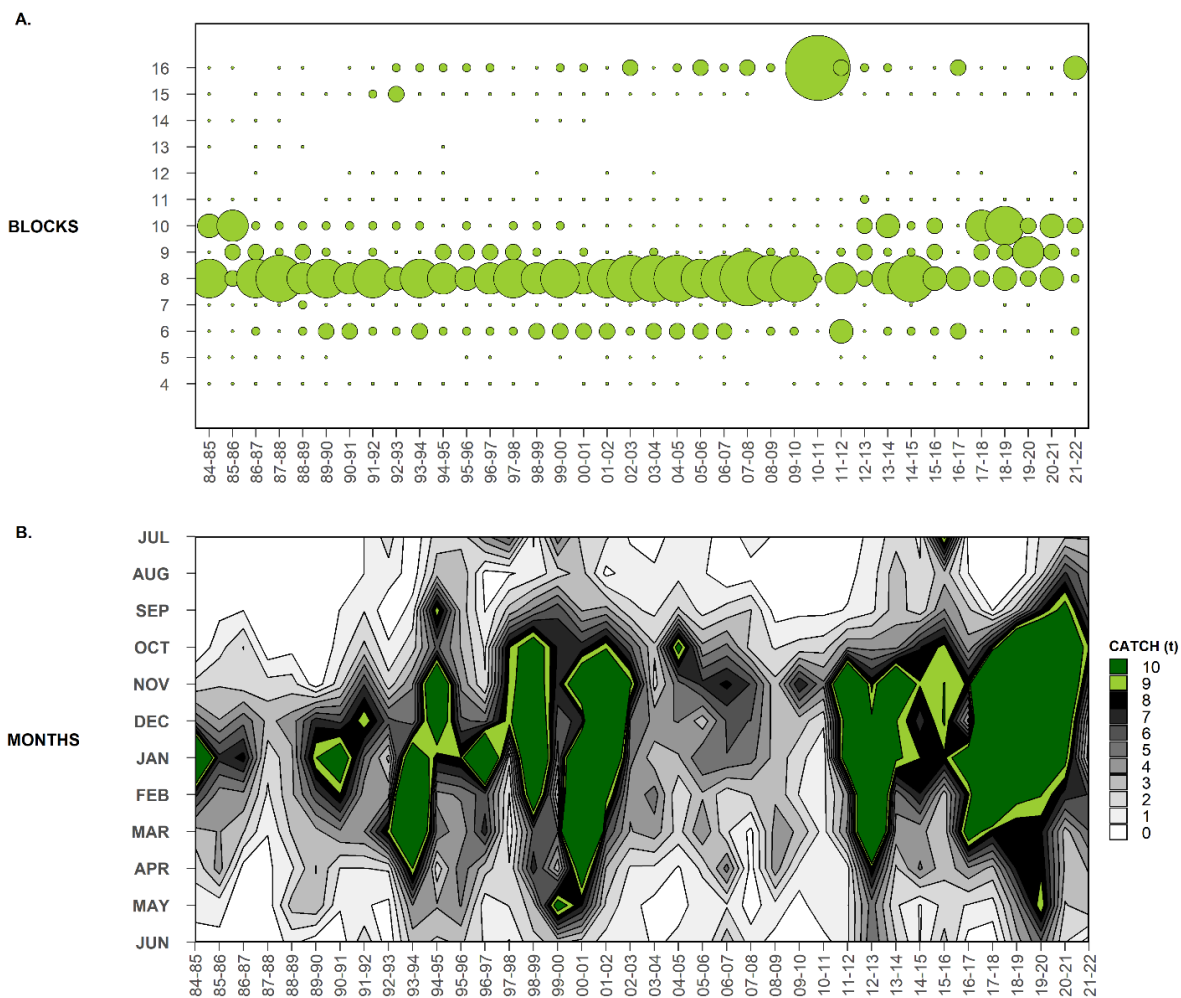 A.
16
15
14
13
12
11
10
9
8
7
6
5
4
BLOCKS
84-85 85-86 86-87 87-88 88-89 89-90 90-91 91-92 92-93 93-94 94-95 95-96 96-97 97-98 98-99 99-00 00-01 01-02 02-03 03-04 04-05 05-06 06-07 07-08 08-09 09-10 10-11 11-12 12-13 13-14 14-15 15-16 16-17 17-18 18-19 19-20 20-21 21-22
B.
JUL
AUG
SEP
OCT
NOV
DEC
JAN
FEB
MAR
APR
MAY
JUN
MONTHS
CATCH (t)
10
9
8
7
6
5
4
3
2
1
0
84-85 85-86 86-87 87-88 88-89 89-90 90-91 91-92 92-93 93-94 94-95 95-96 96-97 97-98 98-99 99-00 00-01 01-02 02-03 03-04 04-05 05-06 06-07 07-08 08-09 09-10 10-11 11-12 12-13 13-14 14-15 15-16 16-17 17-18 18-19 19-20 20-21 21-22